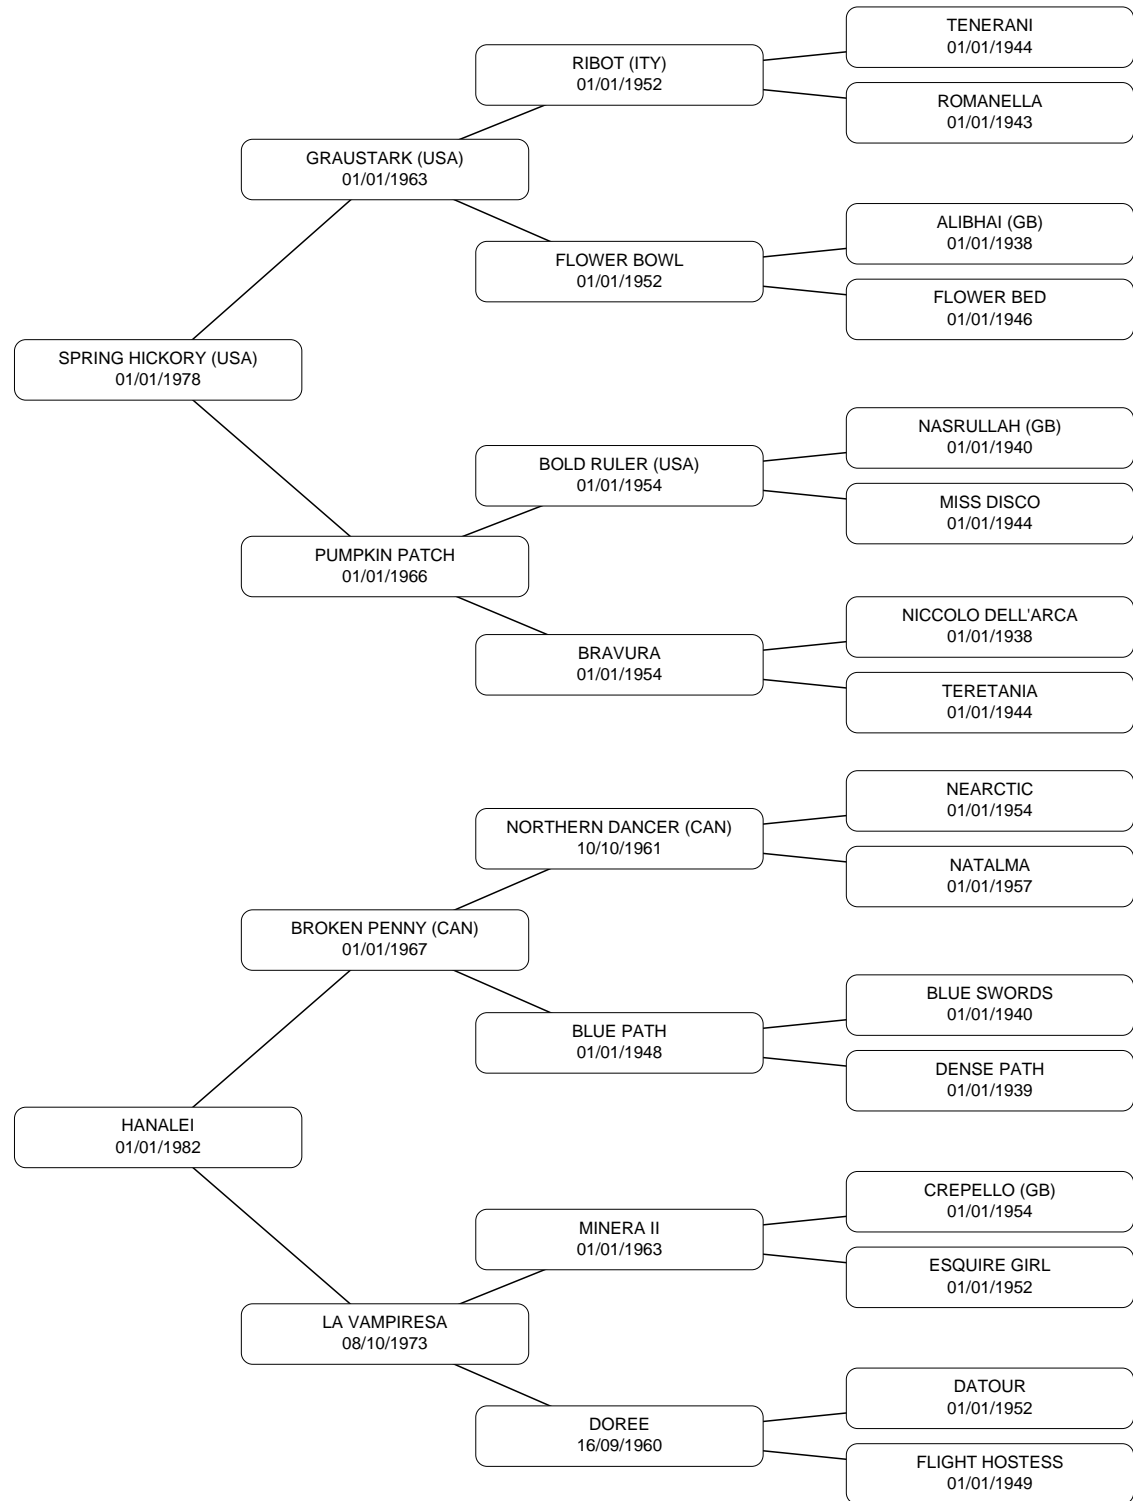 TENERANI
01/01/1944
RIBOT (ITY)
01/01/1952
ROMANELLA
01/01/1943
GRAUSTARK (USA)
01/01/1963
ALIBHAI (GB)
01/01/1938
FLOWER BOWL
01/01/1952
FLOWER BED
01/01/1946
SPRING HICKORY (USA)
01/01/1978
NASRULLAH (GB)
01/01/1940
BOLD RULER (USA)
01/01/1954
MISS DISCO
01/01/1944
PUMPKIN PATCH
01/01/1966
NICCOLO DELL'ARCA
01/01/1938
BRAVURA
01/01/1954
TERETANIA
01/01/1944
NEARCTIC
01/01/1954
NORTHERN DANCER (CAN)
10/10/1961
NATALMA
01/01/1957
BROKEN PENNY (CAN)
01/01/1967
BLUE SWORDS
01/01/1940
BLUE PATH
01/01/1948
DENSE PATH
01/01/1939
HANALEI
01/01/1982
CREPELLO (GB)
01/01/1954
MINERA II
01/01/1963
ESQUIRE GIRL
01/01/1952
LA VAMPIRESA
08/10/1973
DATOUR
01/01/1952
DOREE
16/09/1960
FLIGHT HOSTESS
01/01/1949